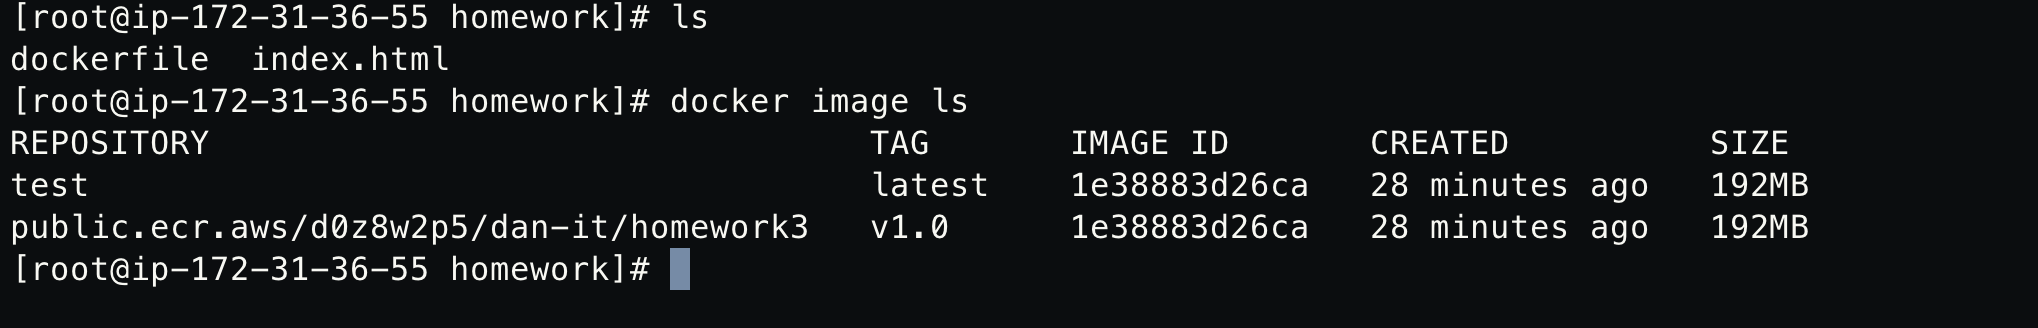 [root@ip-172-31-36-55 homework]# ls
dockerfile  index.html
[root@ip-172-31-36-55 homework]# docker image ls
REPOSITORY                                 TAG       IMAGE ID       CREATED          SIZE
test                                       latest    1e38883d26ca   28 minutes ago   192MB
public.ecr.aws/d0z8w2p5/dan-it/homework3   v1.0      1e38883d26ca   28 minutes ago   192MB
[root@ip-172-31-36-55 homework]#